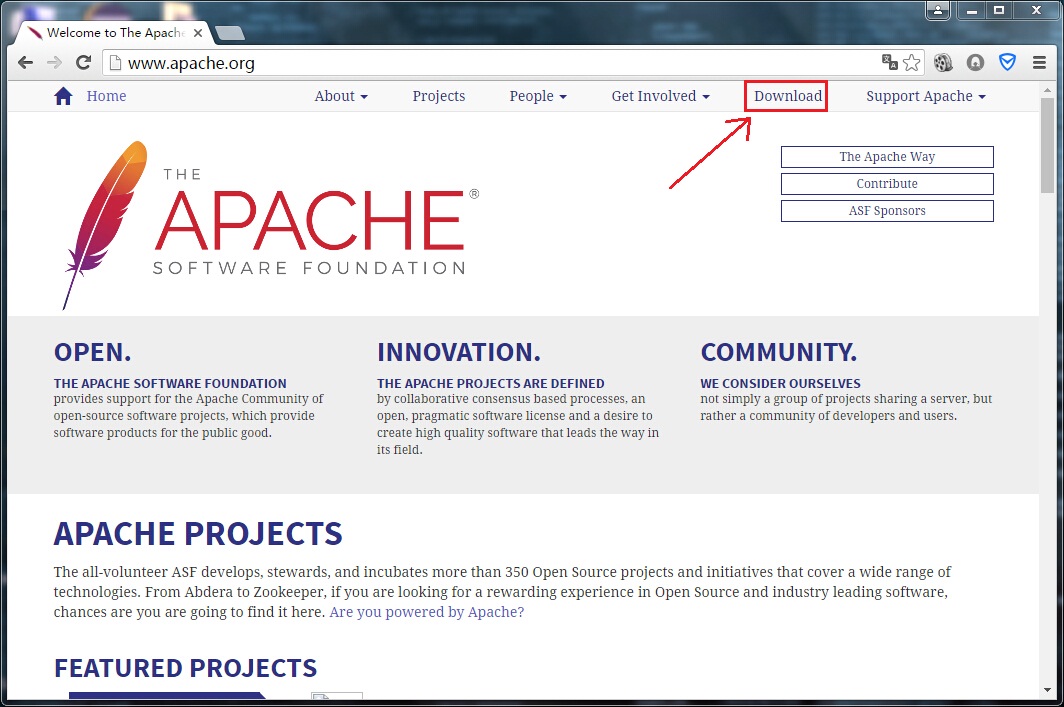 Welcome to The Apache
www.apache.org
Home
About
Projects
People
Get Involved
Download
Support Apache
THE
APACHE®
SOFTWARE FOUNDATION
The Apache Way
Contribute
ASF Sponsors
OPEN.
THE APACHE SOFTWARE FOUNDATION
provides support for the Apache Community of
open-source software projects, which provide
software products for the public good.
INNOVATION.
THE APACHE PROJECTS ARE DEFINED
by collaborative consensus based processes, an
open, pragmatic software license and a desire to
create high quality software that leads the way in
its field.
COMMUNITY.
WE CONSIDER OURSELVES
not simply a group of projects sharing a server, but
rather a community of developers and users.
APACHE PROJECTS
The all-volunteer ASF develops, stewards, and incubates more than 350 Open Source projects and initiatives that cover a wide range of
technologies. From Abdera to Zookeeper, if you are looking for a rewarding experience in Open Source and industry leading software,
chances are you are going to find it here. Are you powered by Apache?
FEATURED PROJECTS